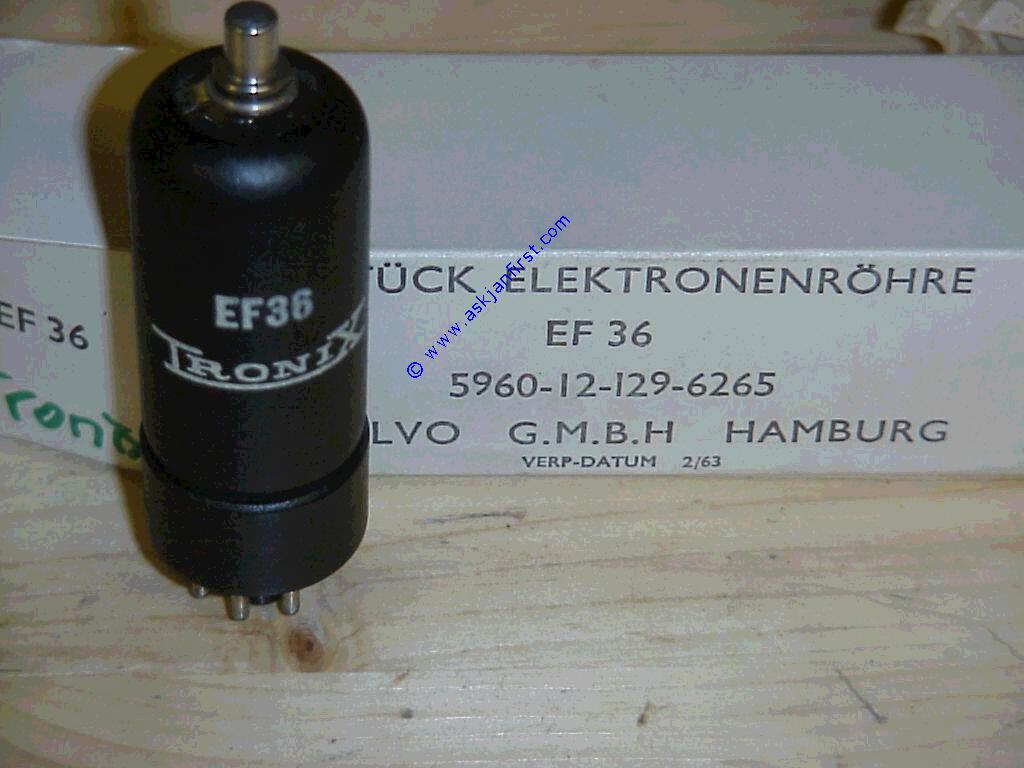 EF36
TRONIX
EF 36
TÜCK ELEKTRONENRÖHRE
EF 36
5960-12-129-6265
LVO G.M.B.H HAMBURG
VERP-DATUM 2/63
© www.askjanfirst.com